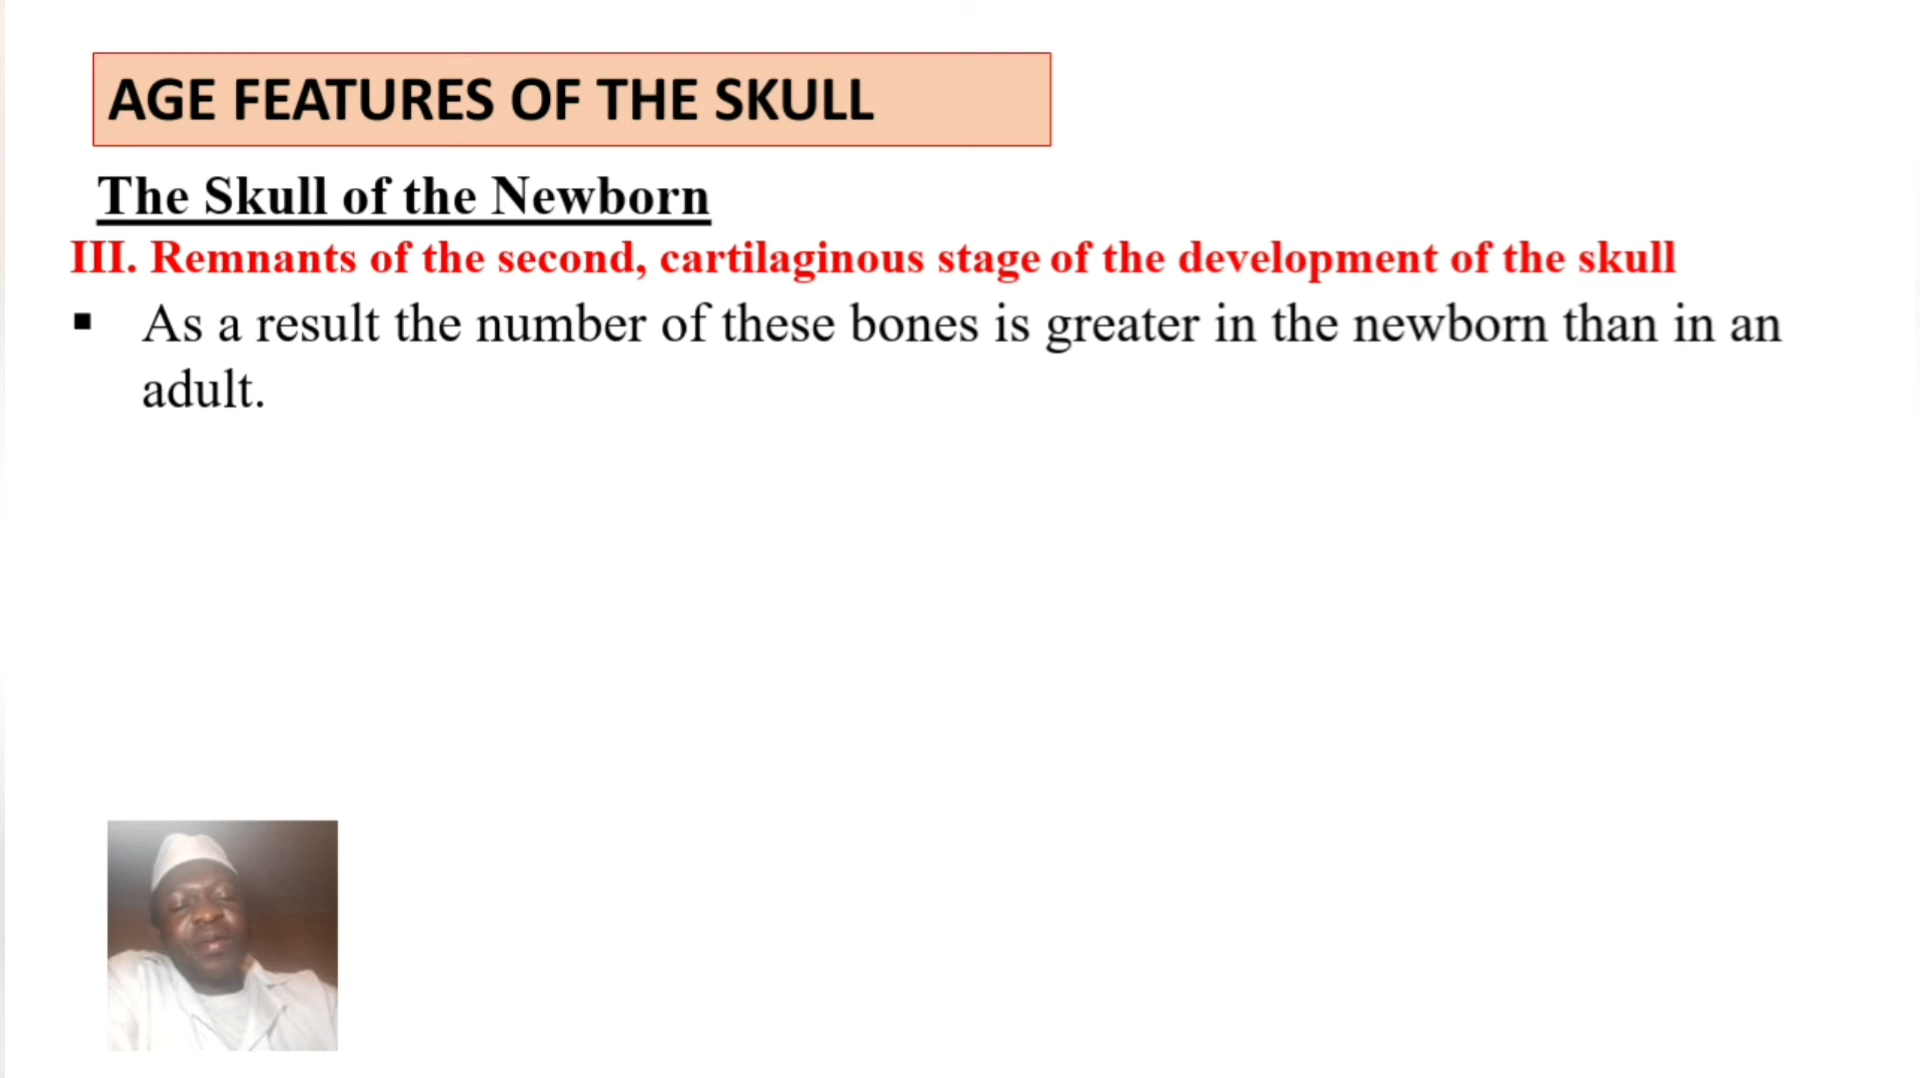 AGE FEATURES OF THE SKULL
The Skull of the Newborn
III. Remnants of the second, cartilaginous stage of the development of the skull
▪ As a result the number of these bones is greater in the newborn than in an
adult.